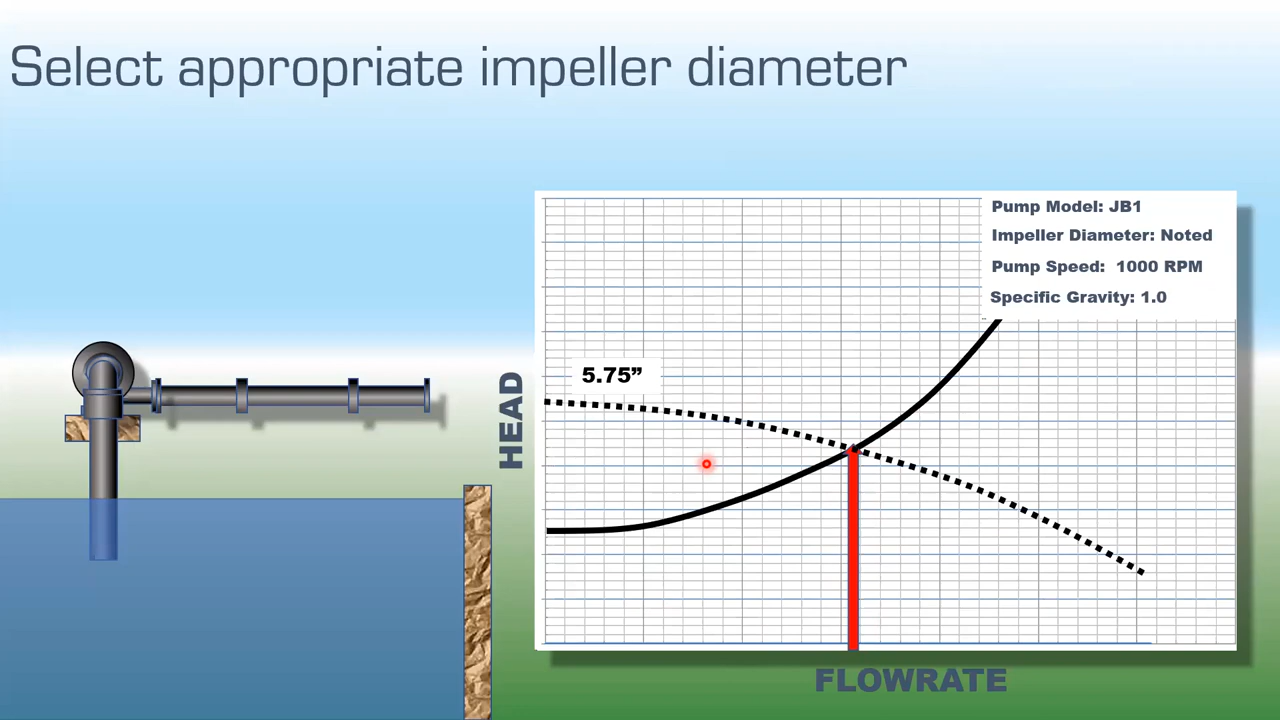 Select appropriate impeller diameter
Pump Model: JB1
Impeller Diameter: Noted
Pump Speed:  1000 RPM
Specific Gravity: 1.0
5.75”
HEAD
FLOWRATE